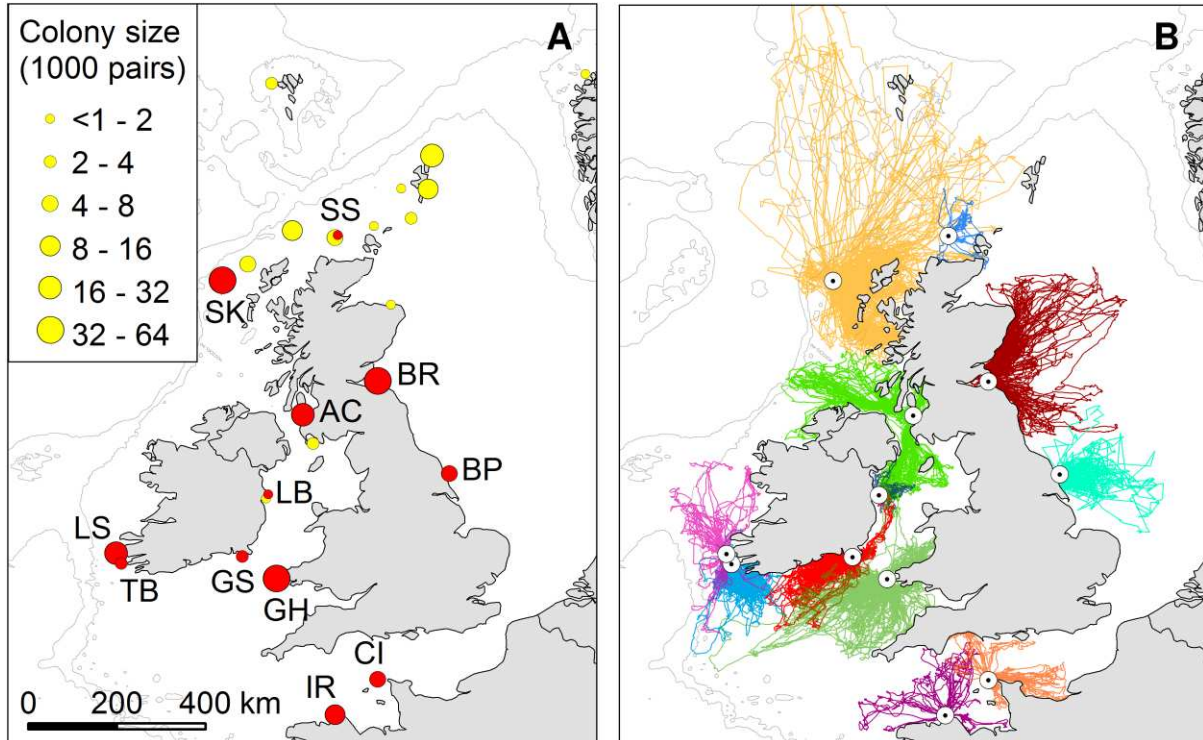 Colony size
(1000 pairs)
<1 - 2
2 - 4
4 - 8
8 - 16
16 - 32
32 - 64
A
B
SS
SK
BR
AC
BP
LB
LS
TB
GS
GH
CI
IR
0 200 400 km